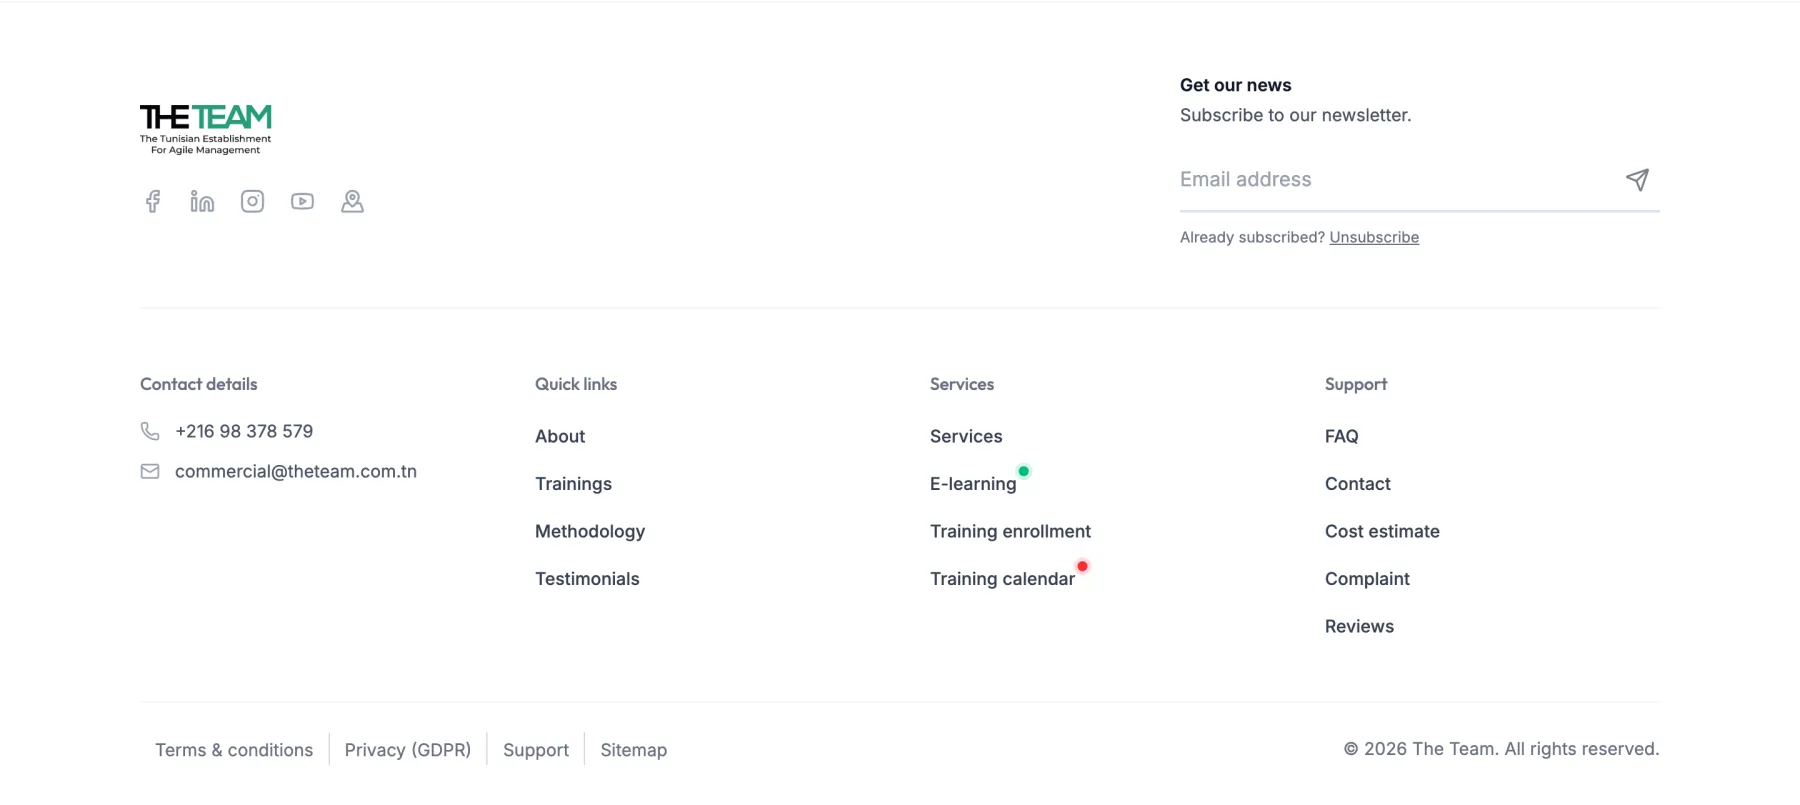 THE TEAM
The Tunisian Establishment
For Agile Management
Get our news
Subscribe to our newsletter.
Email address
Already subscribed? Unsubscribe
Contact details
+216 98 378 579
commercial@theteam.com.tn
Quick links
About
Trainings
Methodology
Testimonials
Services
Services
E-learning
Training enrollment
Training calendar
Support
FAQ
Contact
Cost estimate
Complaint
Reviews
Terms & conditions
Privacy (GDPR)
Support
Sitemap
© 2026 The Team. All rights reserved.